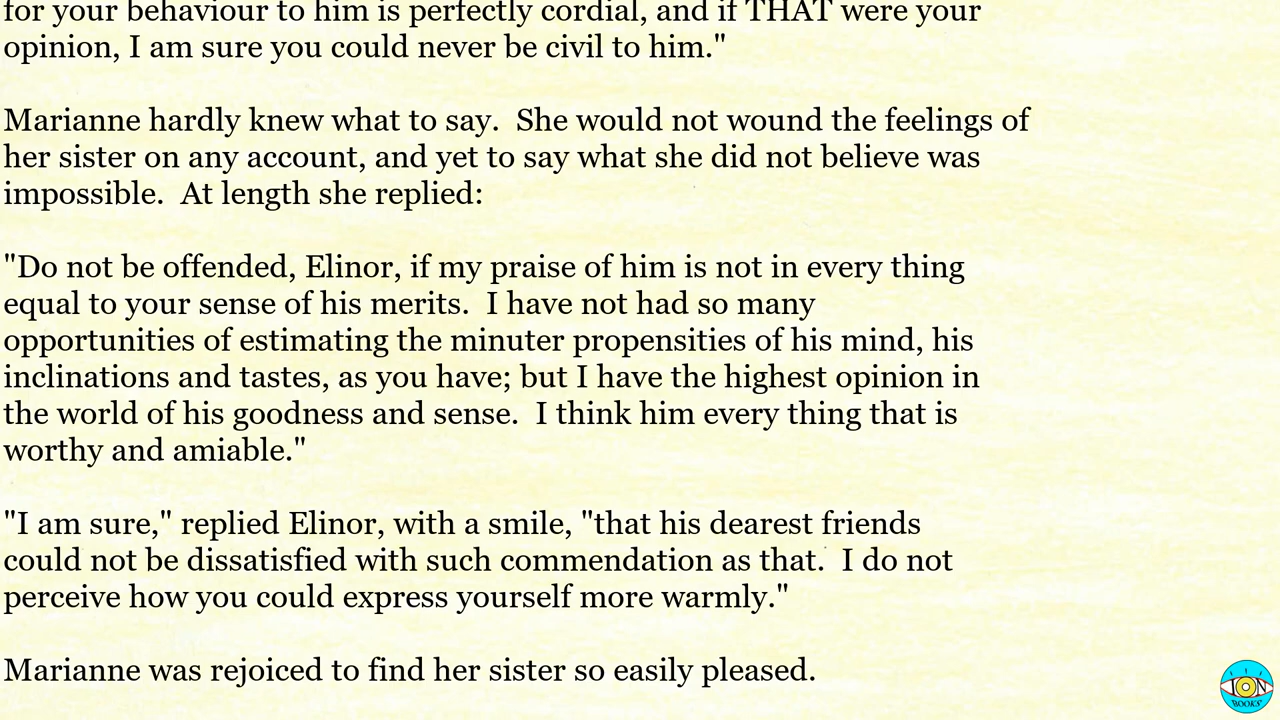 for your behaviour to him is perfectly cordial, and if THAT were your
opinion, I am sure you could never be civil to him."
Marianne hardly knew what to say.  She would not wound the feelings of
her sister on any account, and yet to say what she did not believe was
impossible.  At length she replied:
"Do not be offended, Elinor, if my praise of him is not in every thing
equal to your sense of his merits.  I have not had so many
opportunities of estimating the minuter propensities of his mind, his
inclinations and tastes, as you have; but I have the highest opinion in
the world of his goodness and sense.  I think him every thing that is
worthy and amiable."
"I am sure," replied Elinor, with a smile, "that his dearest friends
could not be dissatisfied with such commendation as that.  I do not
perceive how you could express yourself more warmly."
Marianne was rejoiced to find her sister so easily pleased.
ION
BOOKS